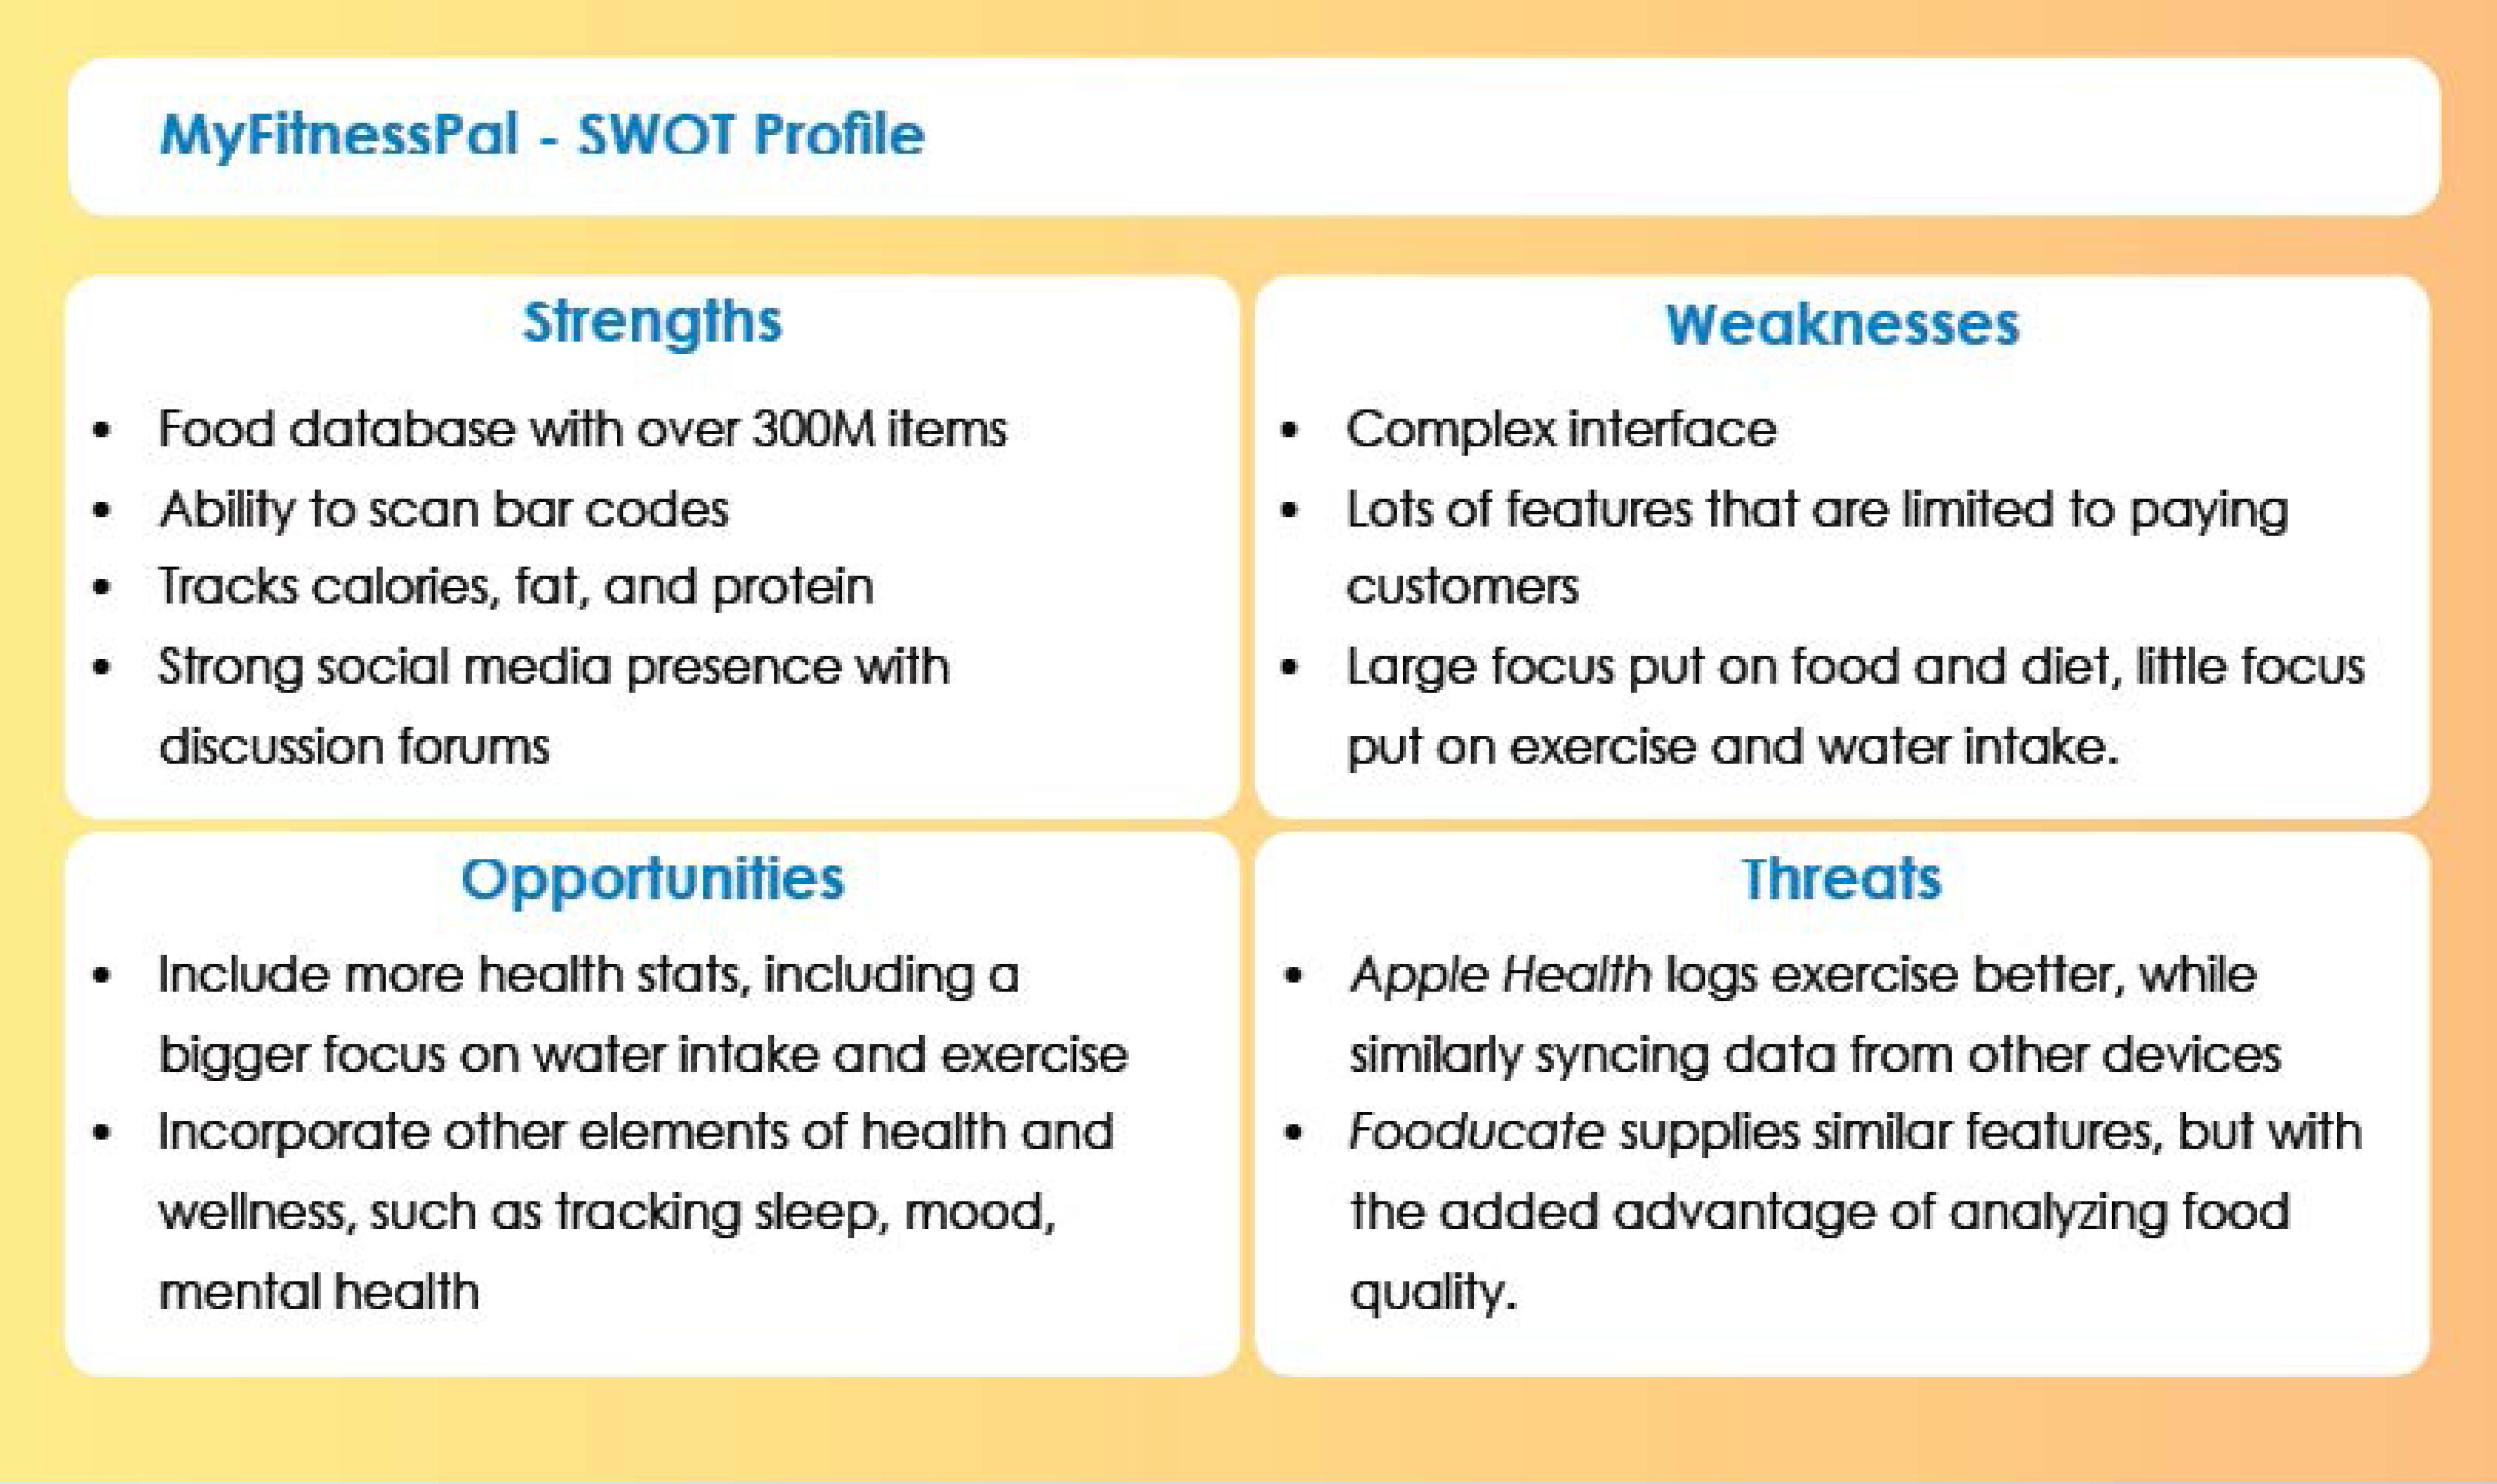 MyFitnessPal - SWOT Profile
Strengths
• Food database with over 300M items
• Ability to scan bar codes
• Tracks calories, fat, and protein
• Strong social media presence with
discussion forums
Weaknesses
• Complex interface
• Lots of features that are limited to paying
customers
• Large focus put on food and diet, little focus
put on exercise and water intake.
Opportunities
• Include more health stats, including a
bigger focus on water intake and exercise
• Incorporate other elements of health and
wellness, such as tracking sleep, mood,
mental health
Threats
• Apple Health logs exercise better, while
similarly syncing data from other devices
• Fooducate supplies similar features, but with
the added advantage of analyzing food
quality.